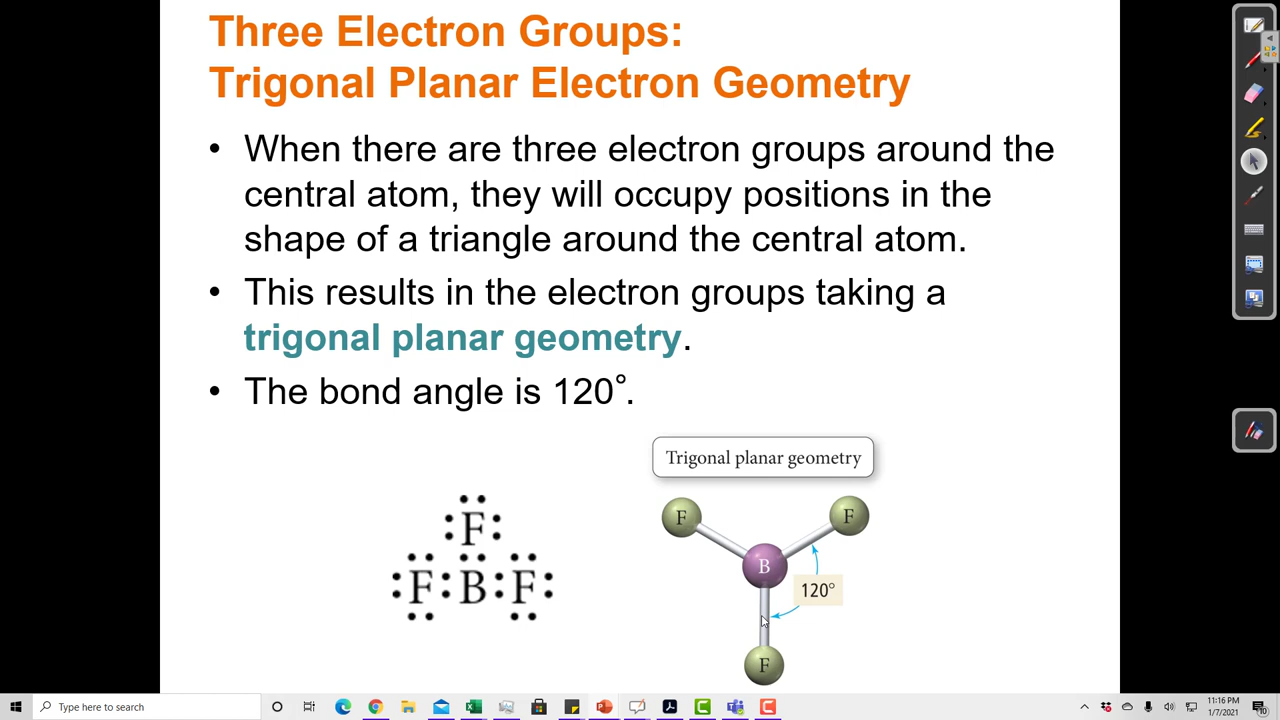 Three Electron Groups:
Trigonal Planar Electron Geometry
• When there are three electron groups around the
central atom, they will occupy positions in the
shape of a triangle around the central atom.
• This results in the electron groups taking a
trigonal planar geometry.
• The bond angle is 120°.
Trigonal planar geometry
F
F B F
F F
B
120°
F
Type here to search
11:16 PM
1/7/2021
10